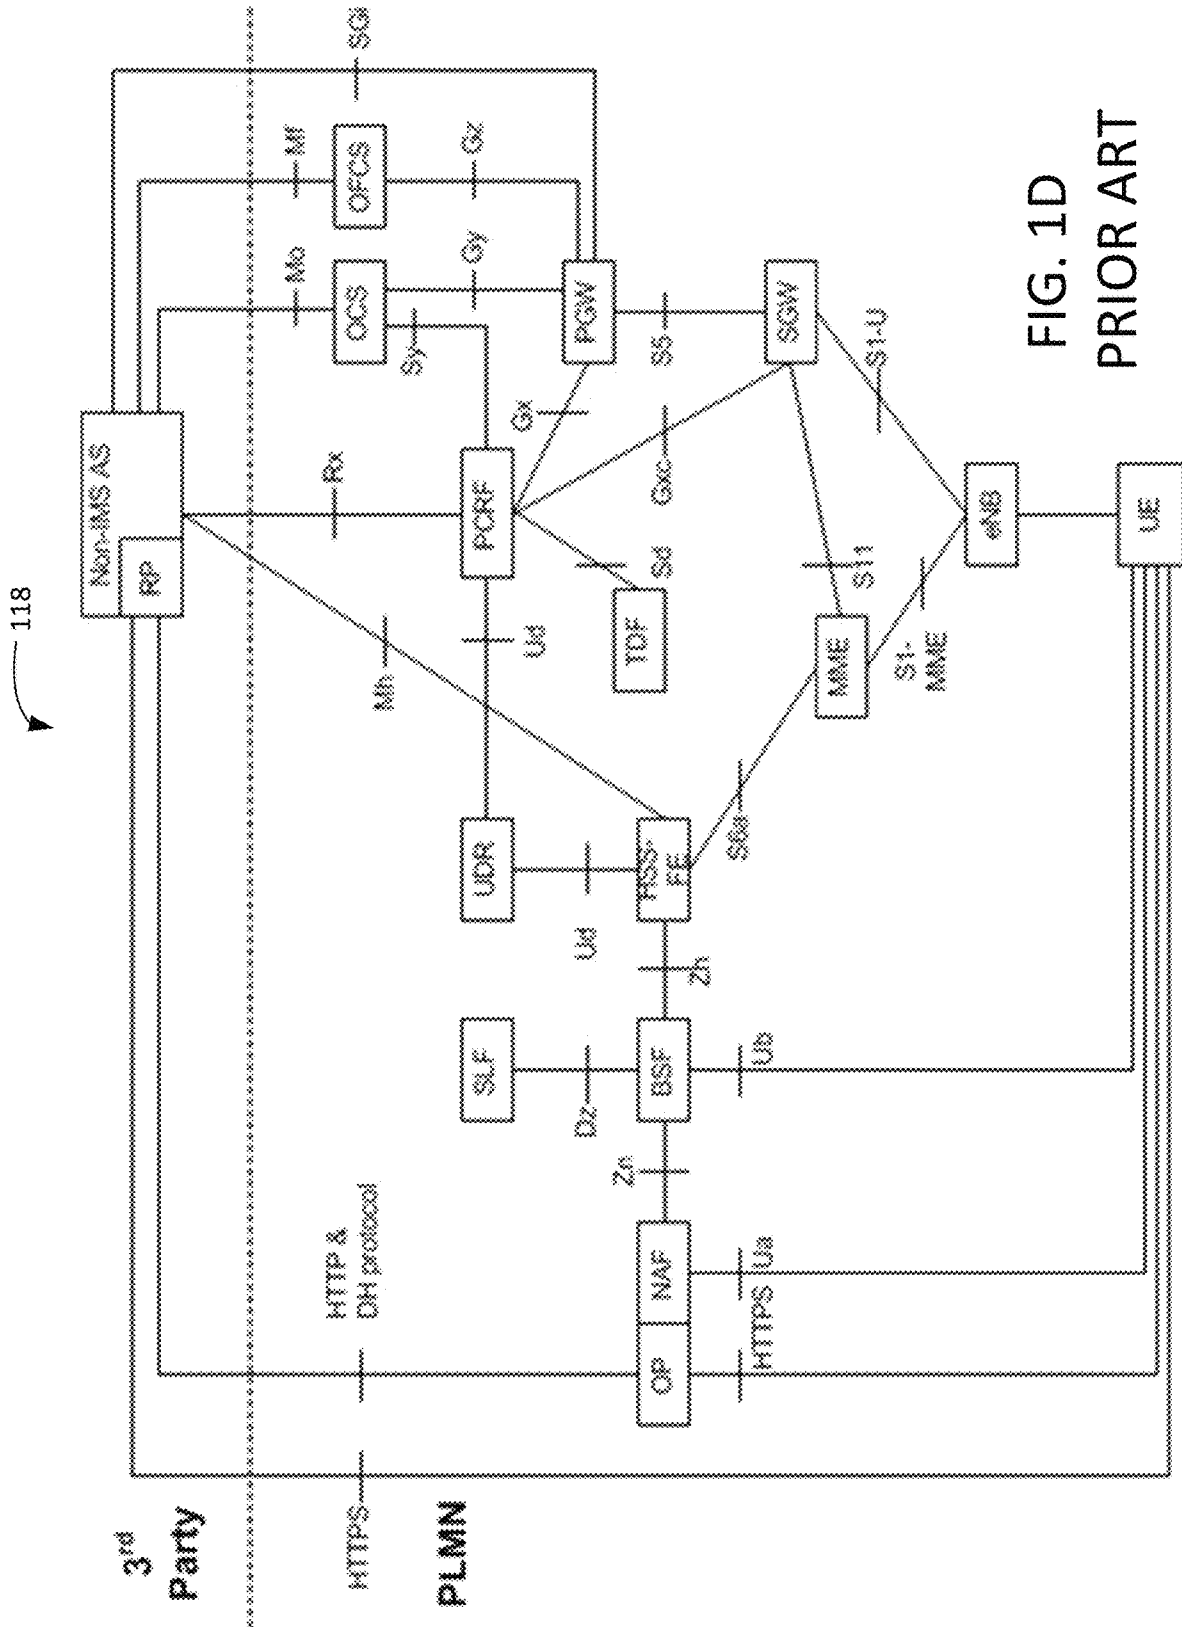 118
3rd
Party
Non-IMS AS
RP
HTTPS
HTTP &
DH protocol
Mh
Rx
Mo
Mf
SGi
PLMN
OCS
OFCS
Sy
Gy
Gz
SLF
UDR
Ud
PCRF
Dz
Ud
Gx
PGW
OP
NAF
Zn
BSF
Zh
HSS-
FE
TDF
Sd
Gxc
S5
HTTPS
Ua
Ub
S6a
MME
S11
SGW
S1-
MME
S1-U
eNB
UE
FIG. 1D
PRIOR ART